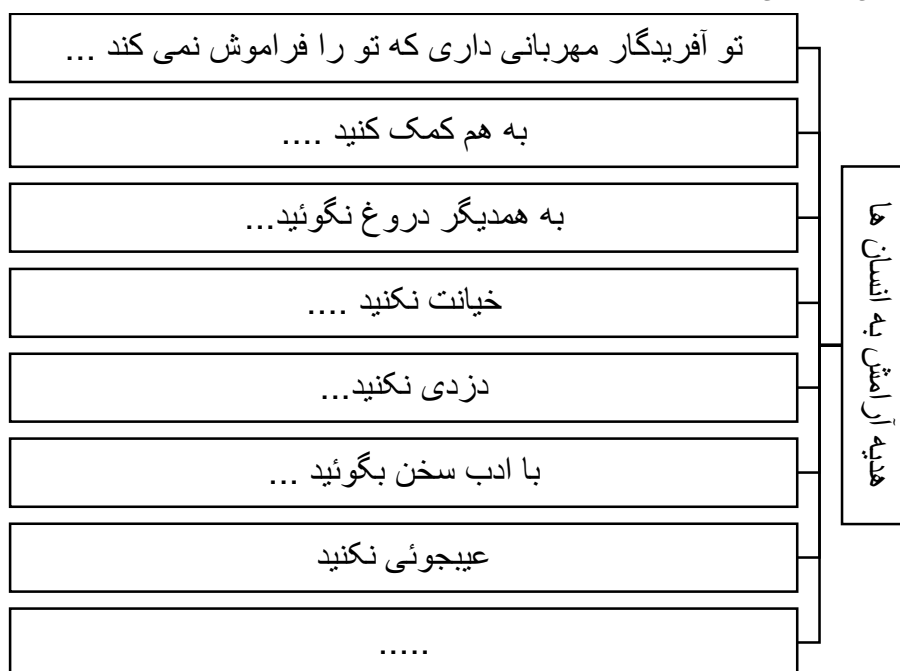 تو آفریدگار مهربانی داری که تو را فراموش نمی کند ...
به هم کمک کنید ....
به همدیگر دروغ نگوئید...
خیانت نکنید ....
دزدی نکنید...
با ادب سخن بگوئید ...
عیبجوئی نکنید
.....
هدیه آرامش به انسان ها